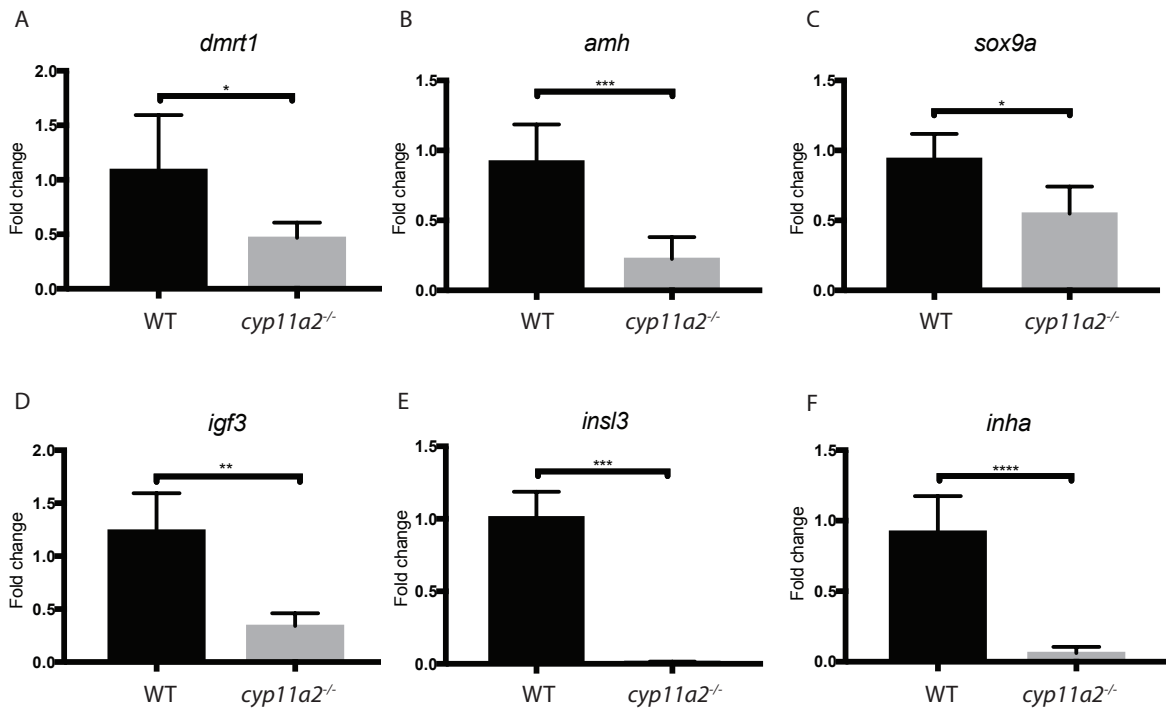 A
dmrt1
2.0
1.5
1.0
0.5
0.0
Fold change
*
WT
cyp11a2-/-
B
amh
1.5
1.0
0.5
0.0
Fold change
***
WT
cyp11a2-/-
C
sox9a
1.5
1.0
0.5
0.0
Fold change
*
WT
cyp11a2-/-
D
igf3
2.0
1.5
1.0
0.5
0.0
Fold change
**
WT
cyp11a2-/-
E
insl3
1.5
1.0
0.5
0.0
Fold change
***
WT
cyp11a2-/-
F
inha
1.5
1.0
0.5
0.0
Fold change
****
WT
cyp11a2-/-